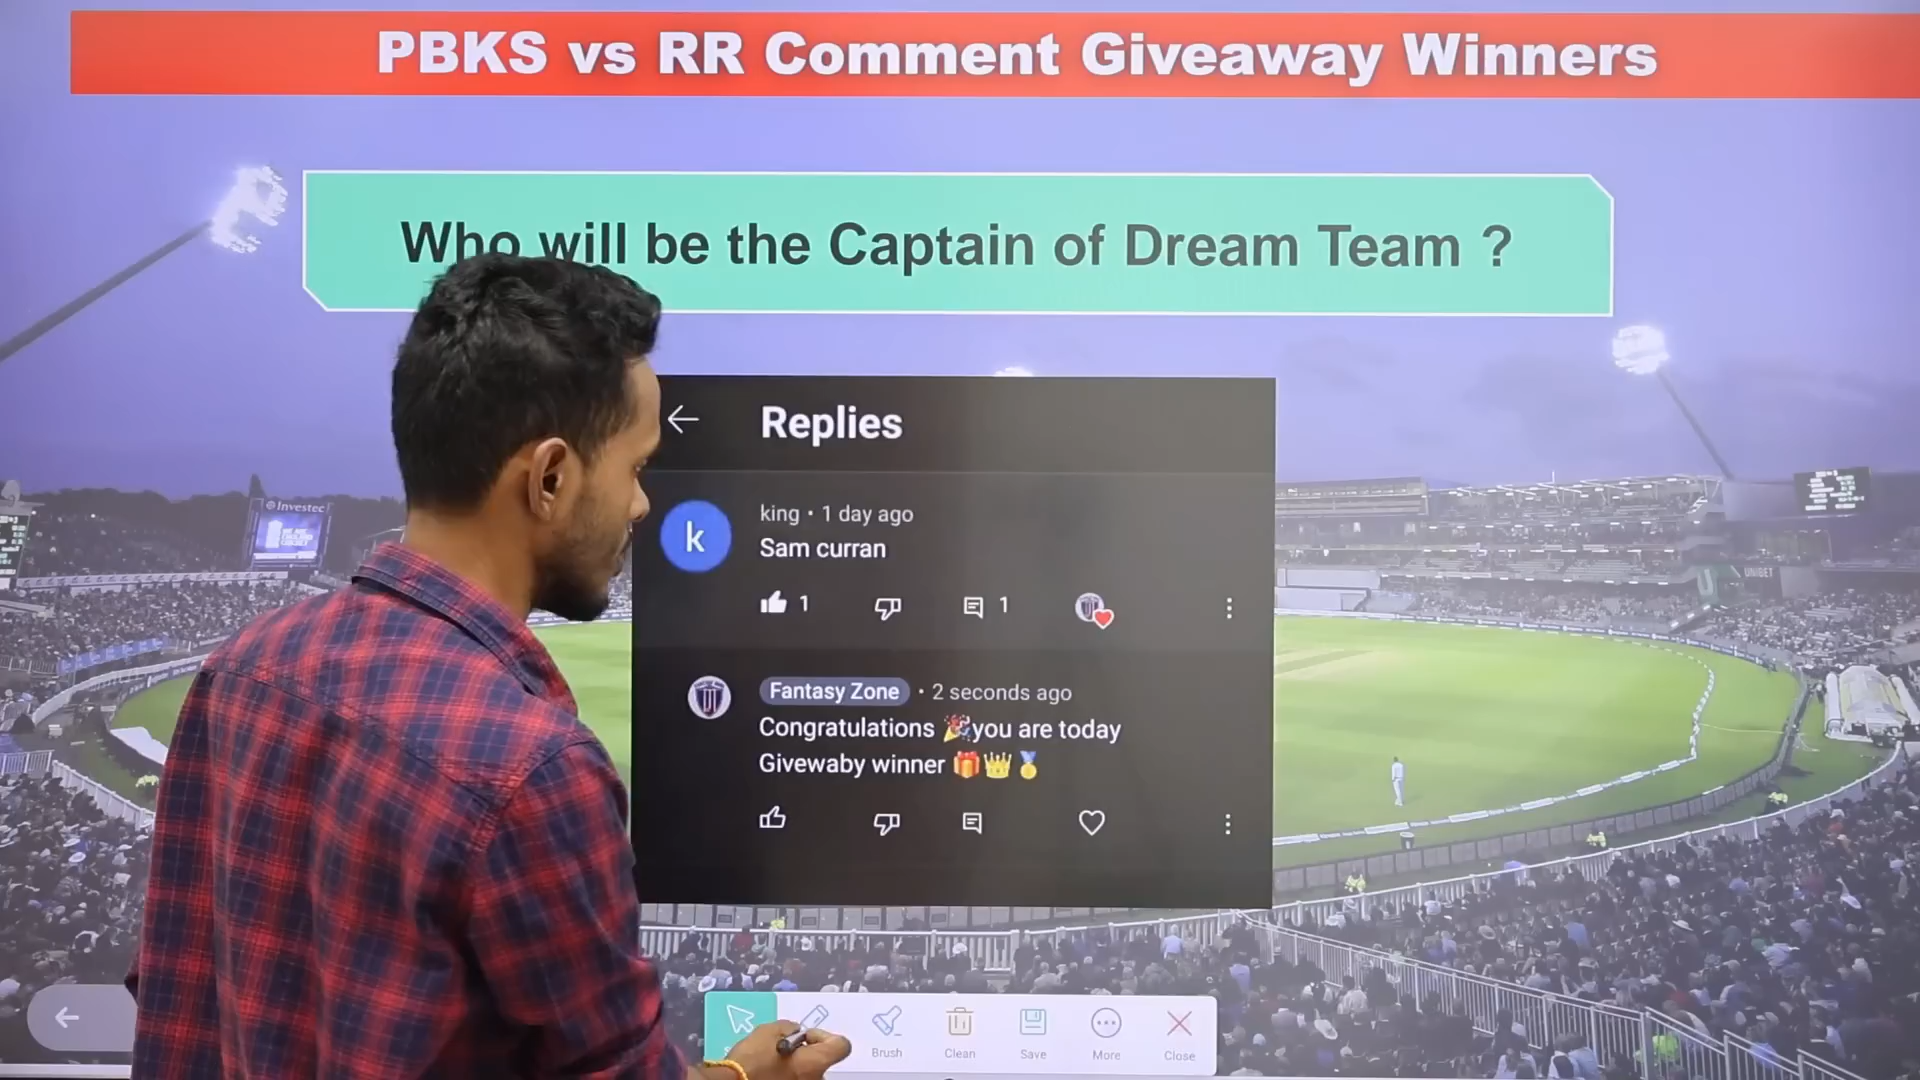 PBKS vs RR Comment Giveaway Winners
Who will be the Captain of Dream Team ?
Replies
k
king • 1 day ago
Sam curran
1
1
Fantasy Zone • 2 seconds ago
Congratulations 🎉you are today
Givewaby winner 🎁👑🏅
Investec
UNIBET
Brush
Clean
Save
More
Close